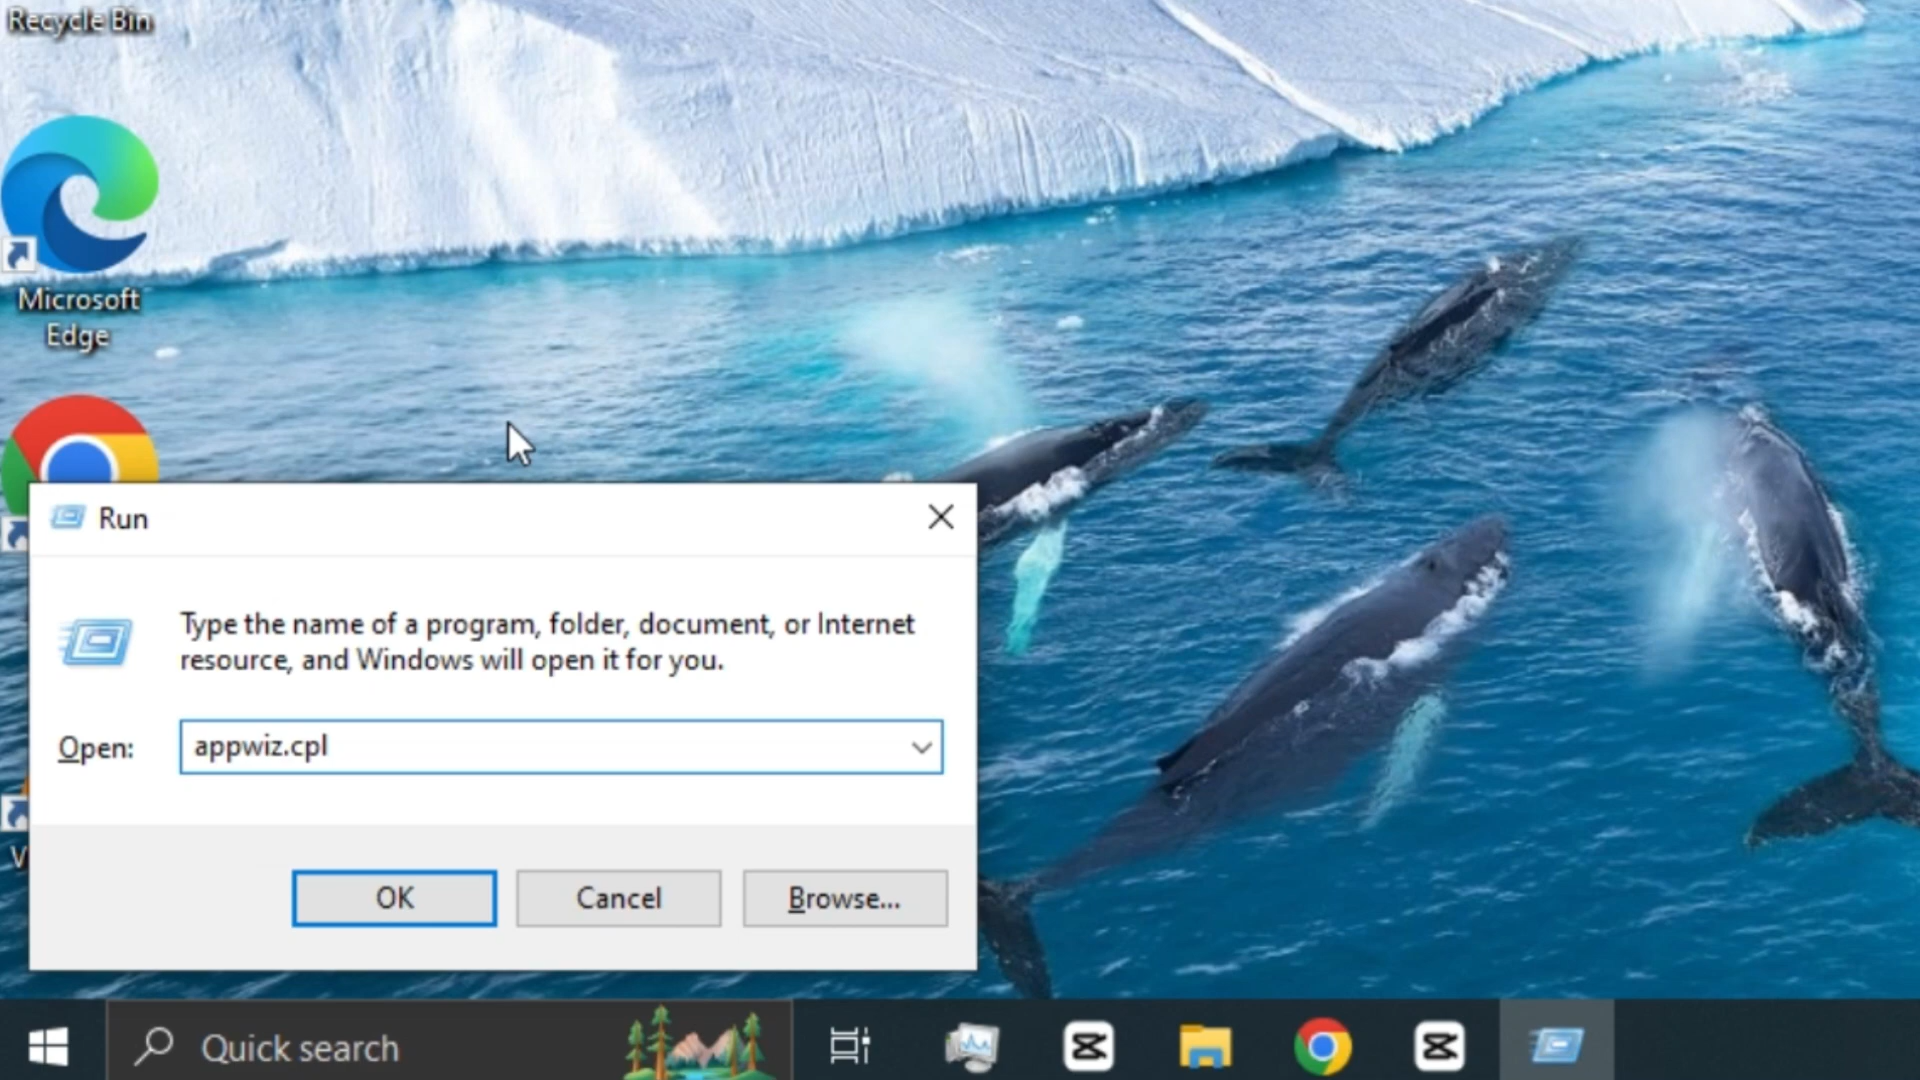 Recycle Bin
Microsoft
Edge
Run
Type the name of a program, folder, document, or Internet
resource, and Windows will open it for you.
Open:
appwiz.cpl
OK
Cancel
Browse...
V
Quick search